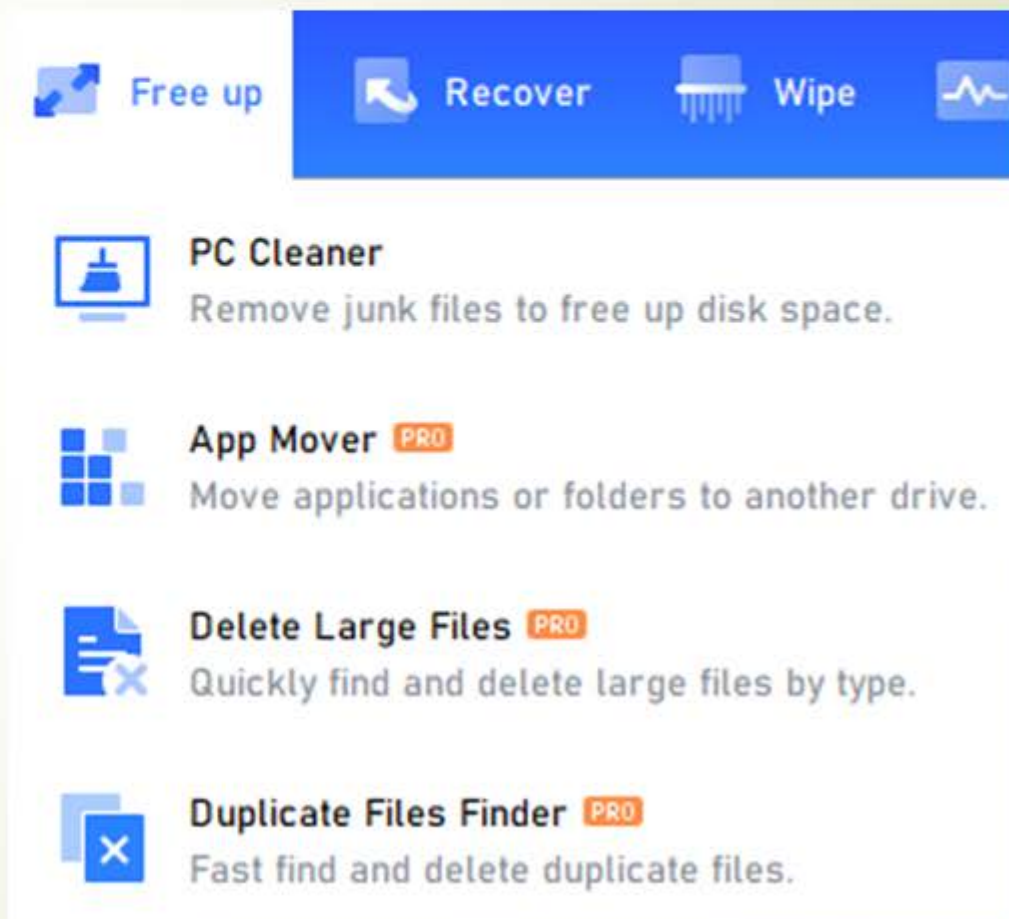 Free up Recover Wipe
PC Cleaner
Remove junk files to free up disk space.
App Mover PRO
Move applications or folders to another drive.
Delete Large Files PRO
Quickly find and delete large files by type.
Duplicate Files Finder PRO
Fast find and delete duplicate files.